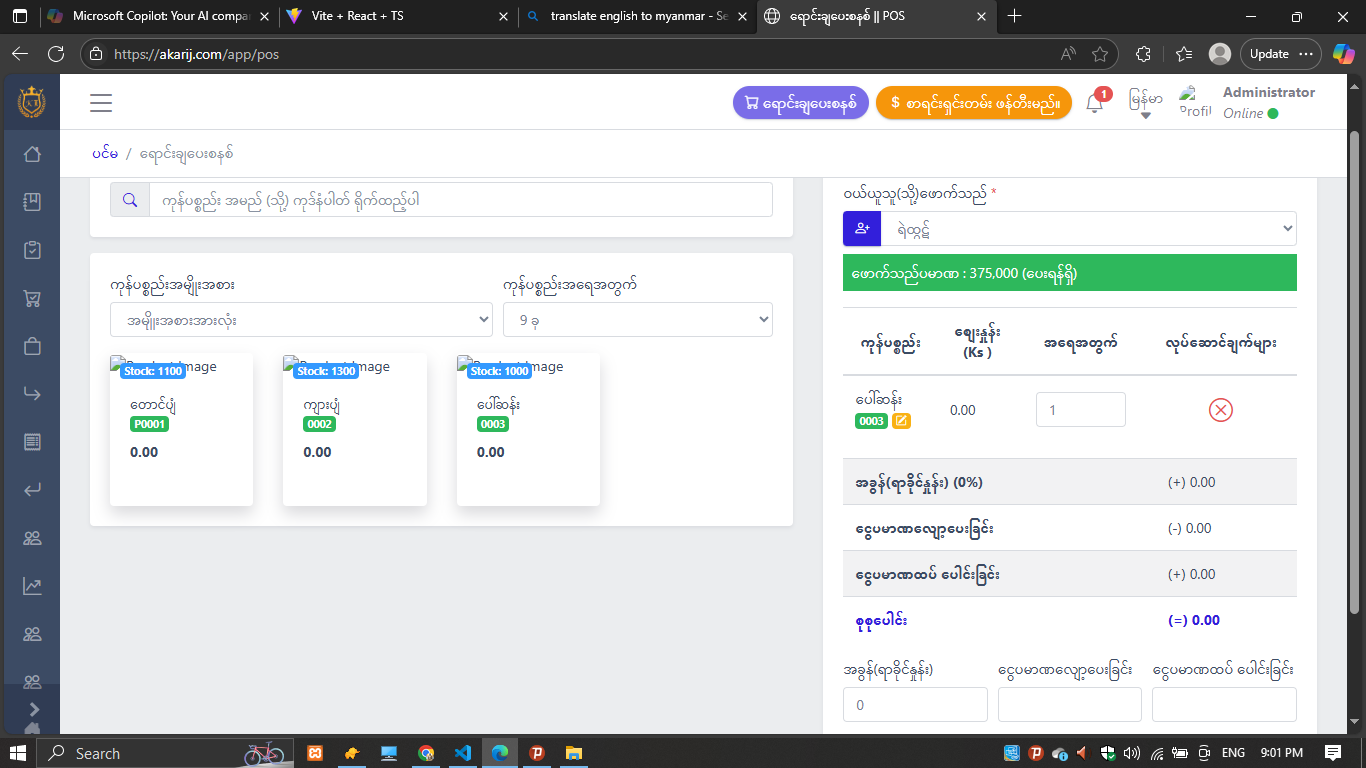 Microsoft Copilot: Your AI compa
Vite + React + TS
translate english to myanmar - Se
ရောင်းချပေးစနစ် || POS
https://akarij.com/app/pos
Update
ရောင်းချပေးစနစ်
$ စာရင်းရှင်းတမ်း ဖန်တီးမည်။
1
မြန်မာ
Profil
Administrator
Online
ပင်မ / ရောင်းချပေးစနစ်
ကုန်ပစ္စည်း အမည် (သို့) ကုဒ်နံပါတ် ရိုက်ထည့်ပါ
ကုန်ပစ္စည်းအမျိုးအစား
ကုန်ပစ္စည်းအရေအတွက်
အမျိုးအစားအားလုံး
9 ခု
Stock: 1100
တောင်ပျံ
P0001
0.00
Stock: 1300
ကျားပျံ
0002
0.00
Stock: 1000
ပေါ်ဆန်း
0003
0.00
ဝယ်ယူသူ(သို့)ဖောက်သည် *
ရဲထွဋ်
ဖောက်သည်ပမာဏ : 375,000 (ပေးရန်ရှိ)
ကုန်ပစ္စည်း
ဈေးနှုန်း (Ks )
အရေအတွက်
လုပ်ဆောင်ချက်များ
ပေါ်ဆန်း
0003
0.00
1
အခွန်(ရာခိုင်နှုန်း) (0%) (+) 0.00
ငွေပမာဏလျော့ပေးခြင်း (-) 0.00
ငွေပမာဏထပ် ပေါင်းခြင်း (+) 0.00
စုစုပေါင်း (=) 0.00
အခွန်(ရာခိုင်နှုန်း)
ငွေပမာဏလျော့ပေးခြင်း
ငွေပမာဏထပ် ပေါင်းခြင်း
0
Search
ENG
9:01 PM